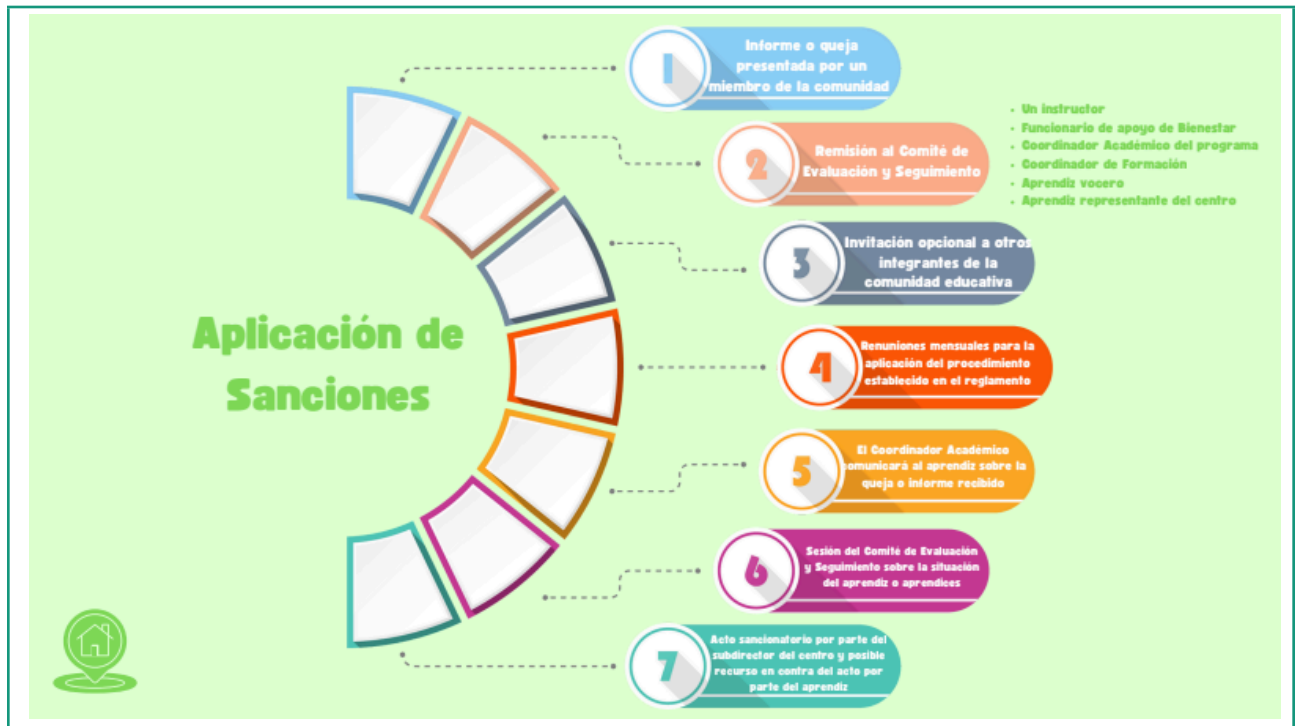 Aplicación de
Sanciones
1
Informe o queja
presentada por un
miembro de la comunidad
2
Remisión al Comité de
Evaluación y Seguimiento
• Un instructor
• Funcionario de apoyo de Bienestar
• Coordinador Académico del programa
• Coordinador de Formación
• Aprendiz vocero
• Aprendiz representante del centro
3
Invitación opcional a otros
integrantes de la
comunidad educativa
4
Renuniones mensuales para la
aplicación del procedimiento
establecido en el reglamento
5
El Coordinador Académico
comunicará al aprendiz sobre la
queja o informe recibido
6
Sesión del Comité de Evaluación
y Seguimiento sobre la situación
del aprendiz o aprendices
7
Acto sancionatorio por parte del
subdirector del centro y posible
recurso en contra del acto por
parte del aprendiz